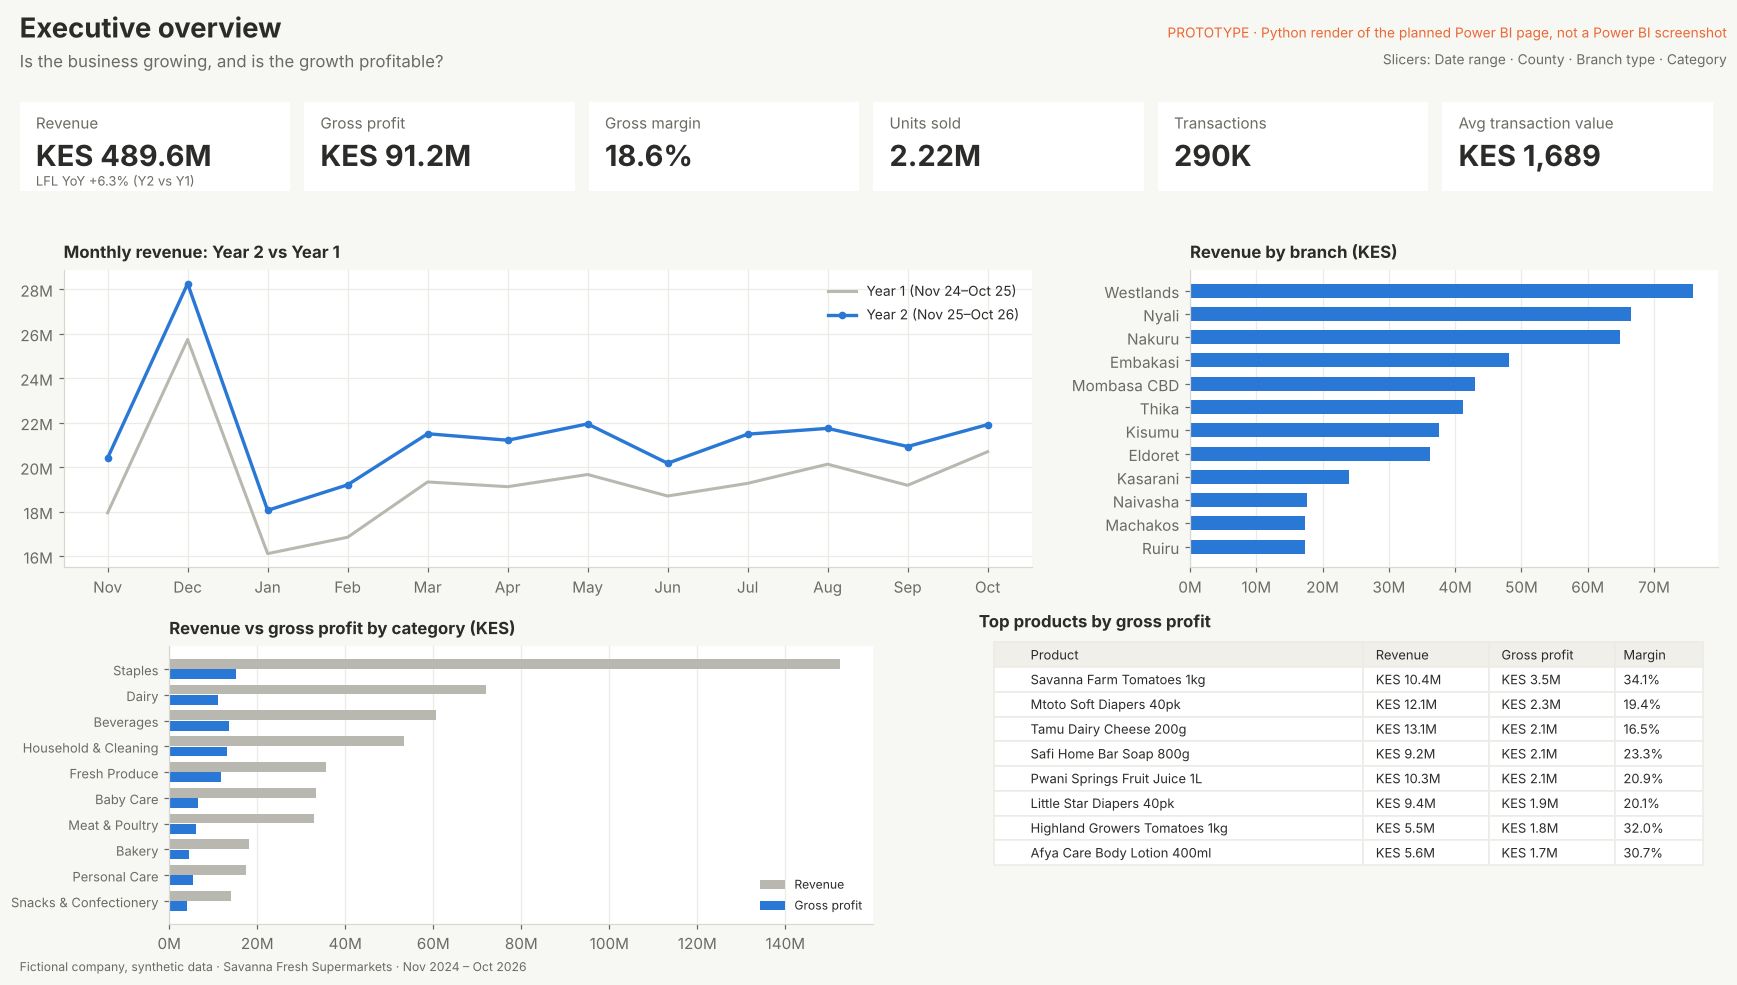 Executive overview
PROTOTYPE · Python render of the planned Power BI page, not a Power BI screenshot
Is the business growing, and is the growth profitable?
Slicers: Date range · County · Branch type · Category
Revenue
KES 489.6M
LFL YoY +6.3% (Y2 vs Y1)
Gross profit
KES 91.2M
Gross margin
18.6%
Units sold
2.22M
Transactions
290K
Avg transaction value
KES 1,689
Monthly revenue: Year 2 vs Year 1
28M
26M
24M
22M
20M
18M
16M
Year 1 (Nov 24–Oct 25)
Year 2 (Nov 25–Oct 26)
Nov Dec Jan Feb Mar Apr May Jun Jul Aug Sep Oct
Revenue by branch (KES)
Westlands
Nyali
Nakuru
Embakasi
Mombasa CBD
Thika
Kisumu
Eldoret
Kasarani
Naivasha
Machakos
Ruiru
0M 10M 20M 30M 40M 50M 60M 70M
Revenue vs gross profit by category (KES)
Staples
Dairy
Beverages
Household & Cleaning
Fresh Produce
Baby Care
Meat & Poultry
Bakery
Personal Care
Snacks & Confectionery
Revenue
Gross profit
0M 20M 40M 60M 80M 100M 120M 140M
Top products by gross profit
Product Revenue Gross profit Margin
Savanna Farm Tomatoes 1kg KES 10.4M KES 3.5M 34.1%
Mtoto Soft Diapers 40pk KES 12.1M KES 2.3M 19.4%
Tamu Dairy Cheese 200g KES 13.1M KES 2.1M 16.5%
Safi Home Bar Soap 800g KES 9.2M KES 2.1M 23.3%
Pwani Springs Fruit Juice 1L KES 10.3M KES 2.1M 20.9%
Little Star Diapers 40pk KES 9.4M KES 1.9M 20.1%
Highland Growers Tomatoes 1kg KES 5.5M KES 1.8M 32.0%
Afya Care Body Lotion 400ml KES 5.6M KES 1.7M 30.7%
Fictional company, synthetic data · Savanna Fresh Supermarkets · Nov 2024 – Oct 2026